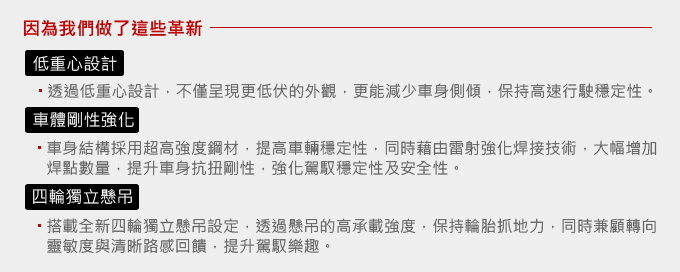 因為我們做了這些革新
低重心設計
·透過低重心設計，不僅呈現更低伏的外觀，更能減少車身側傾，保持高速行駛穩定性。
車體剛性強化
·車身結構採用超高強度鋼材，提高車輛穩定性，同時藉由雷射強化焊接技術，大幅增加
焊點數量，提升車身抗扭剛性，強化駕馭穩定性及安全性。
四輪獨立懸吊
·搭載全新四輪獨立懸吊設定，透過懸吊的高承載強度，保持輪胎抓地力，同時兼顧轉向
靈敏度與清晰路感回饋，提升駕馭樂趣。